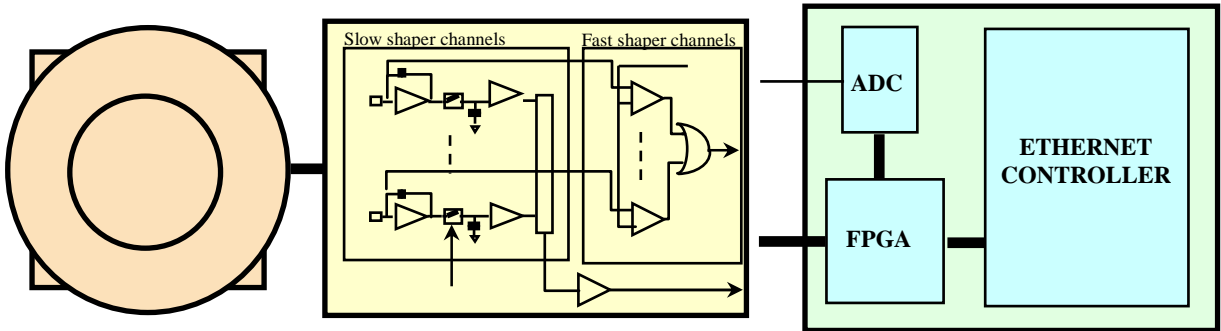 Slow shaper channels
Fast shaper channels
ADC
ETHERNET
CONTROLLER
FPGA